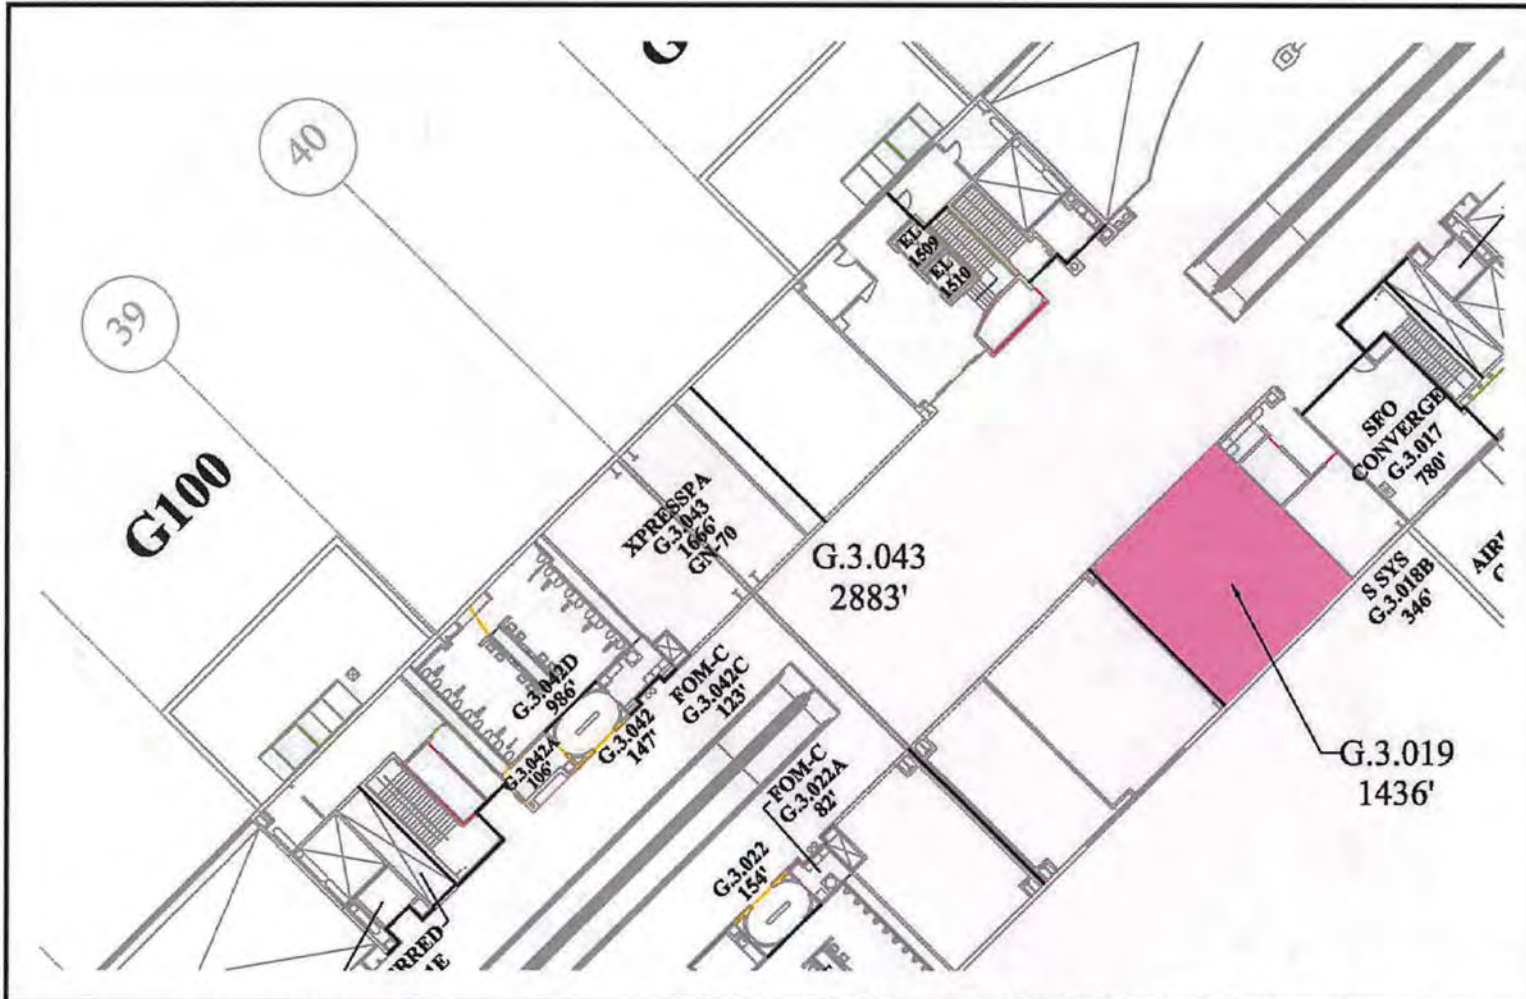 G
40
39
G100
EL
1509
EL
1510
XPRESSPA
G.3.043
1666'
GN-70
G.3.043
2883'
SFO
CONVERGE
G.3.017
780'
S SYS
G.3.018B
346'
G.3.019
1436'
G.3.042D
986'
G.3.042A
106'
G.3.042
147'
FOM-C
G.3.042C
123'
FOM-C
G.3.022A
82'
G.3.022
154'
RRED